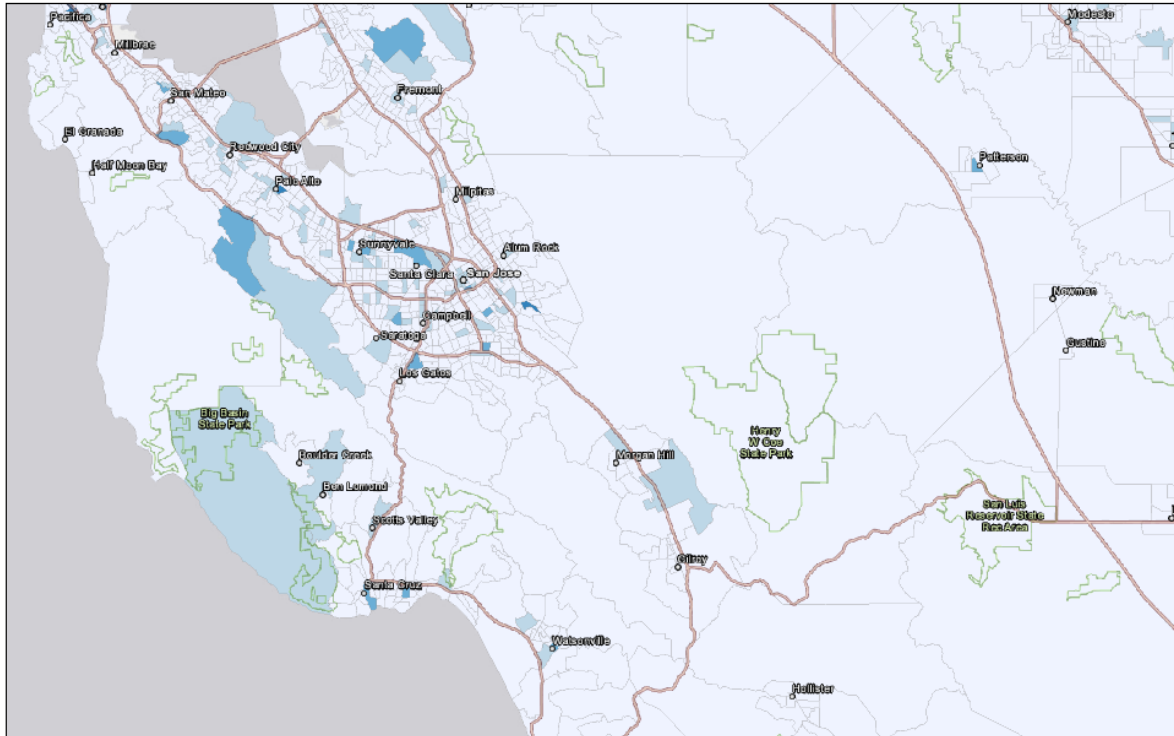 Pacifica
Modesto
Millbrae
San Mateo
Fremont
El Granada
Redwood City
Half Moon Bay
Patterson
Palo Alto
Milpitas
Sunnyvale
Alum Rock
Santa Clara
San Jose
Newman
Campbell
Saratoga
Gustine
Los Gatos
Big Basin
State Park
Henry
W Coe
State Park
Boulder Creek
Morgan Hill
Ben Lomond
San Luis
Reservoir State
Rec Area
Scotts Valley
Gilroy
Santa Cruz
Watsonville
Hollister